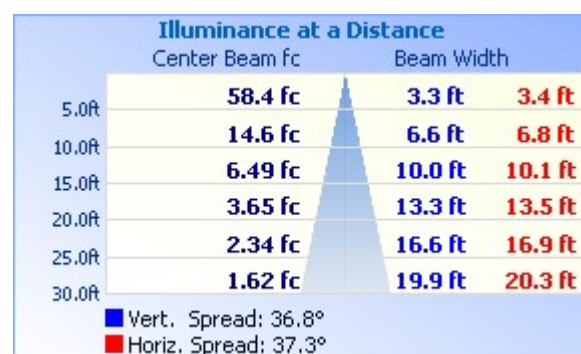 Illuminance at a Distance
Center Beam fc Beam Width
58.4 fc 3.3 ft 3.4 ft
5.0ft
14.6 fc 6.6 ft 6.8 ft
10.0ft
6.49 fc 10.0 ft 10.1 ft
15.0ft
3.65 fc 13.3 ft 13.5 ft
20.0ft
2.34 fc 16.6 ft 16.9 ft
25.0ft
1.62 fc 19.9 ft 20.3 ft
30.0ft
Vert. Spread: 36.8°
Horiz. Spread: 37.3°